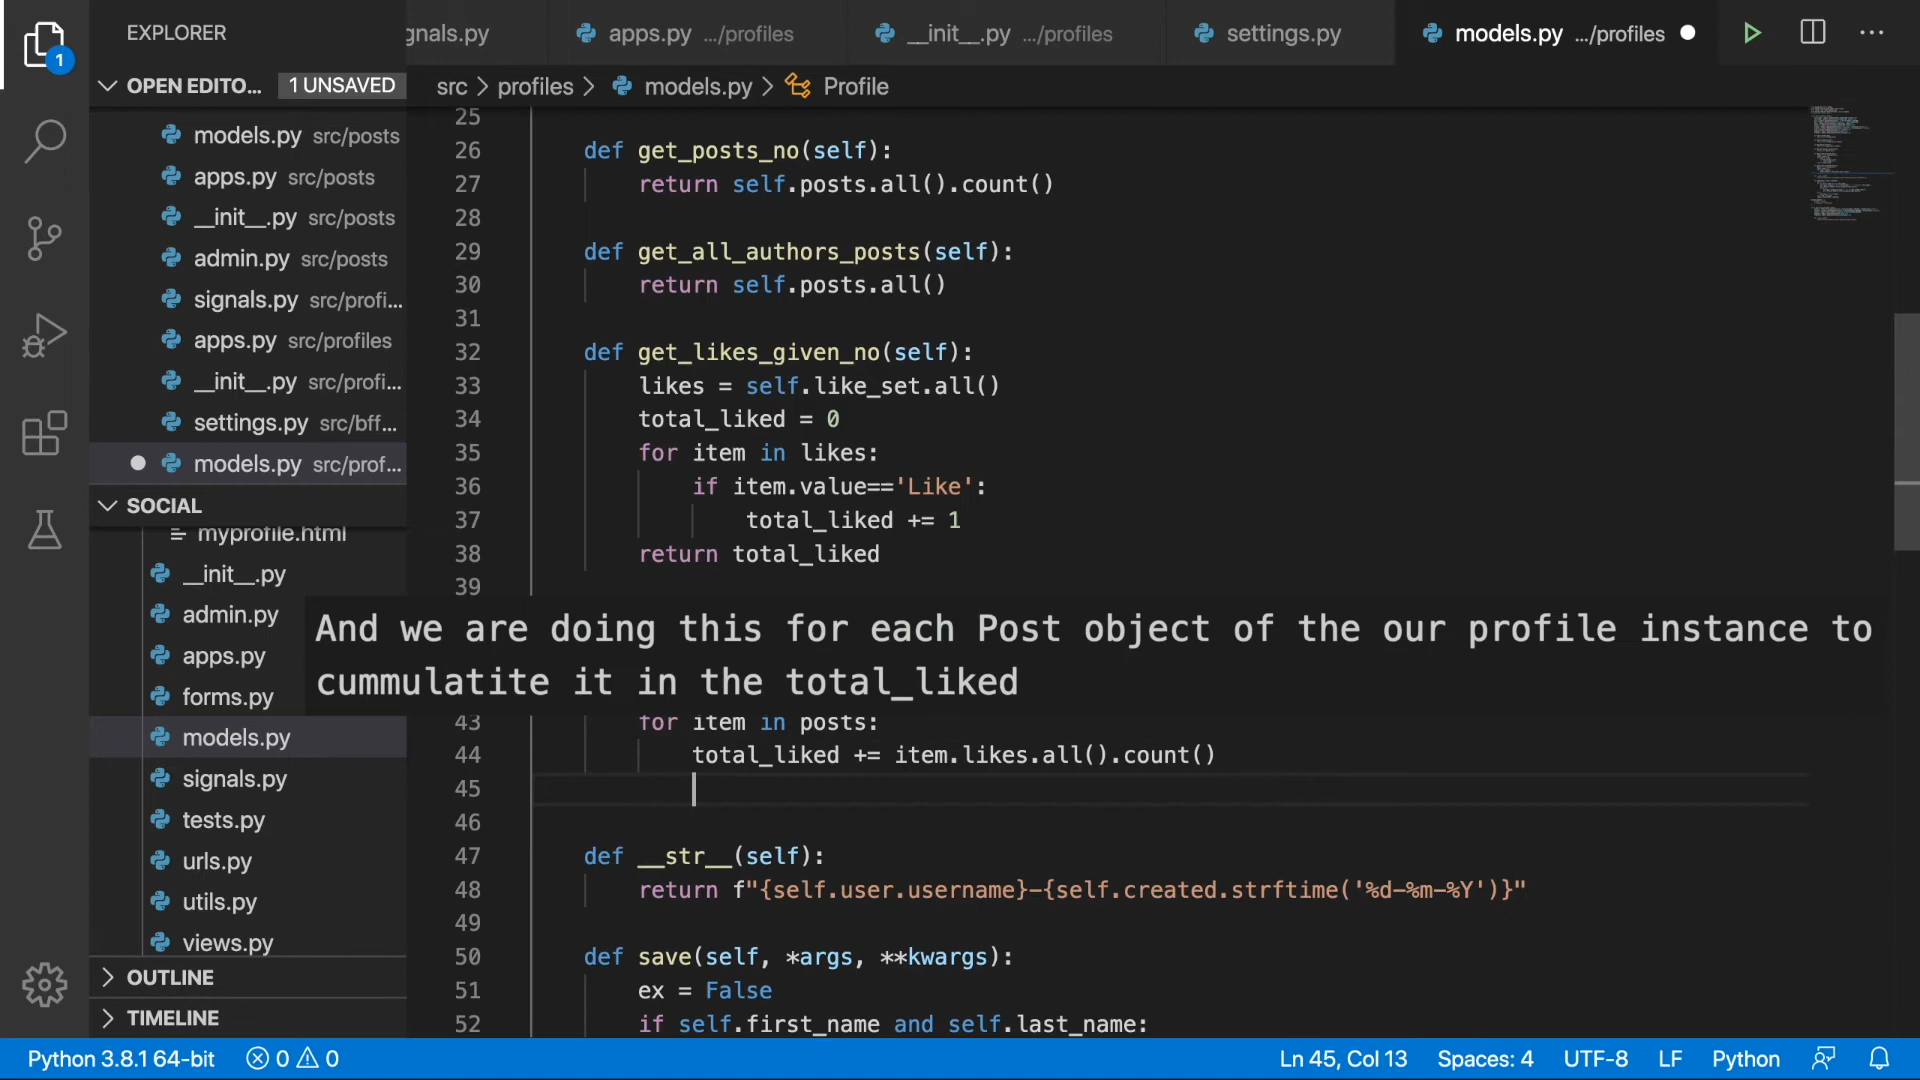 EXPLORER
gnals.py
apps.py .../profiles
__init__.py .../profiles
settings.py
models.py .../profiles
OPEN EDITO...
1 UNSAVED
src
profiles
models.py
Profile
models.py src/posts
apps.py src/posts
__init__.py src/posts
admin.py src/posts
signals.py src/profi...
apps.py src/profiles
__init__.py src/profi...
settings.py src/bff...
models.py src/prof...
SOCIAL
myprofile.html
__init__.py
admin.py
apps.py
forms.py
models.py
signals.py
tests.py
urls.py
utils.py
views.py
OUTLINE
TIMELINE
1
25
26 def get_posts_no(self):
27 return self.posts.all().count()
28
29 def get_all_authors_posts(self):
30 return self.posts.all()
31
32 def get_likes_given_no(self):
33 likes = self.like_set.all()
34 total_liked = 0
35 for item in likes:
36 if item.value=='Like':
37 total_liked += 1
38 return total_liked
39
And we are doing this for each Post object of the our profile instance to
cummulatite it in the total_liked
43 for item in posts:
44 total_liked += item.likes.all().count()
45
46
47 def __str__(self):
48 return f"{self.user.username}-{self.created.strftime('%d-%m-%Y')}"
49
50 def save(self, *args, **kwargs):
51 ex = False
52 if self.first_name and self.last_name:
Python 3.8.1 64-bit
0
0
Ln 45, Col 13
Spaces: 4
UTF-8
LF
Python